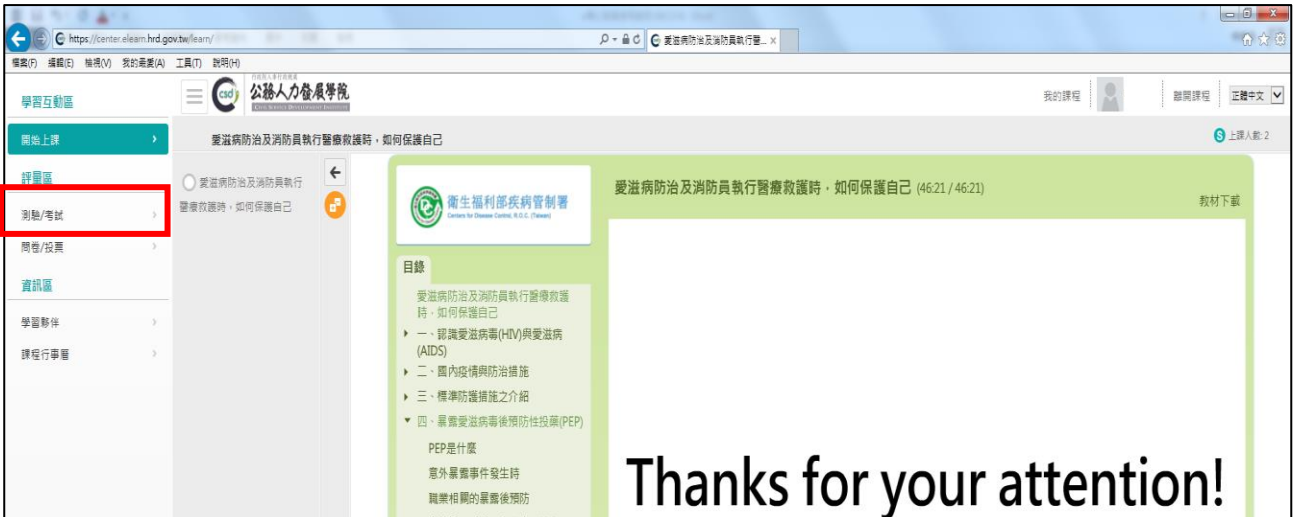 https://center.elearn.hrd.gov.tw/learn/
愛滋病防治及消防員執行醫...
檔案(F) 編輯(E) 檢視(V) 我的最愛(A) 工具(T) 說明(H)
學習互動區
csdi
公務人力發展學院
CIVIL SERVICE DEVELOPMENT INSTITUTE
我的課程
離開課程
正體中文
開始上課
愛滋病防治及消防員執行醫療救護時，如何保護自己
上課人數: 2
評量區
測驗/考試
問卷/投票
資訊區
學習夥伴
課程行事曆
愛滋病防治及消防員執行
醫療救護時，如何保護自己
衛生福利部疾病管制署
Centers for Disease Control, R.O.C. (Taiwan)
愛滋病防治及消防員執行醫療救護時，如何保護自己 (46:21 / 46:21)
教材下載
目錄
愛滋病防治及消防員執行醫療救護
時，如何保護自己
一、認識愛滋病毒(HIV)與愛滋病
(AIDS)
二、國內疫情與防治措施
三、標準防護措施之介紹
四、暴露愛滋病毒後預防性投藥(PEP)
PEP是什麼
意外暴露事件發生時
職業相關的暴露後預防
Thanks for your attention!